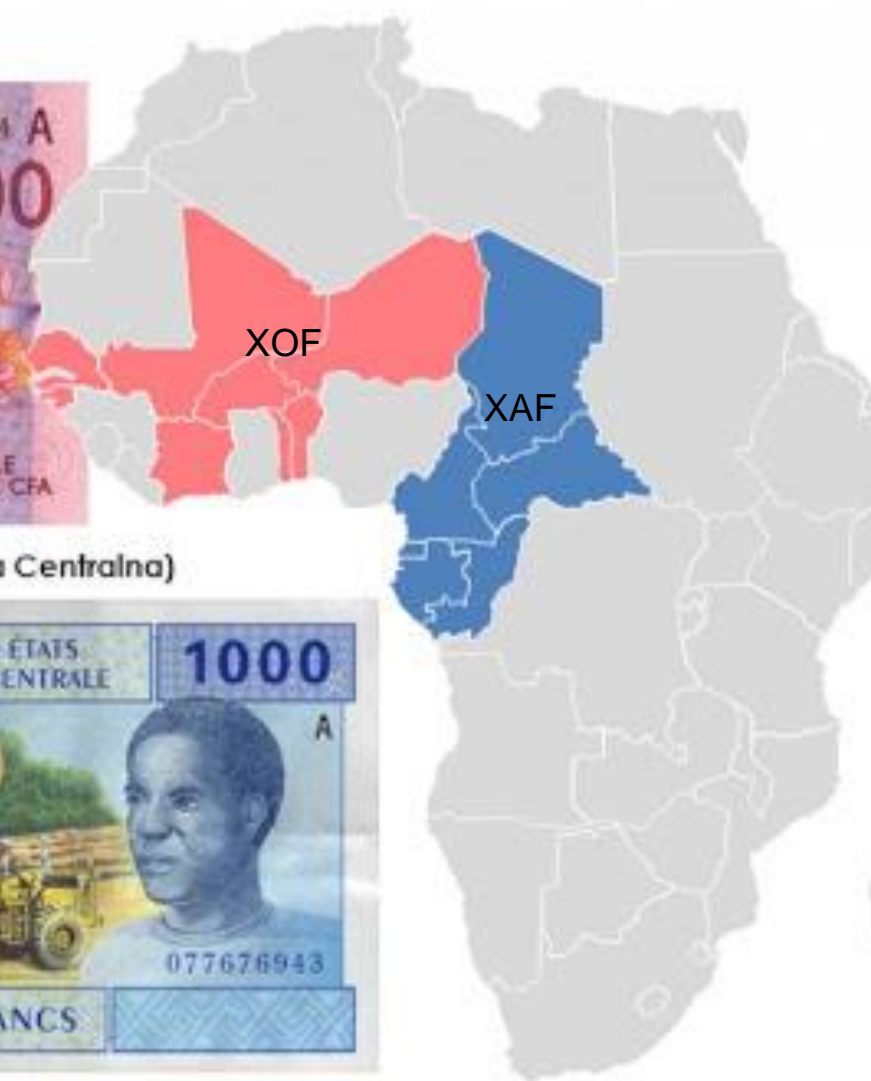 A
00
XOF
XAF
E
CFA
Centralna)
ÉTATS
ENTRALE
1000
A
077676943
ANCS